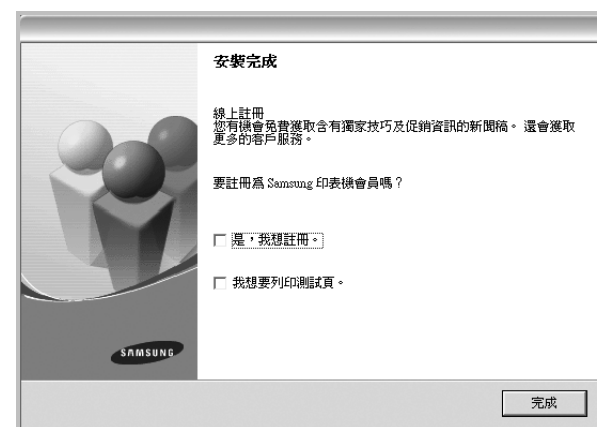 安裝完成
線上註冊
您有機會免費獲取含有獨家技巧及促銷資訊的新聞稿。還會獲取
更多的客戶服務。
要註冊爲 Samsung 印表機會員嗎？
是，我想註冊。
我想要列印測試頁。
SAMSUNG
完成